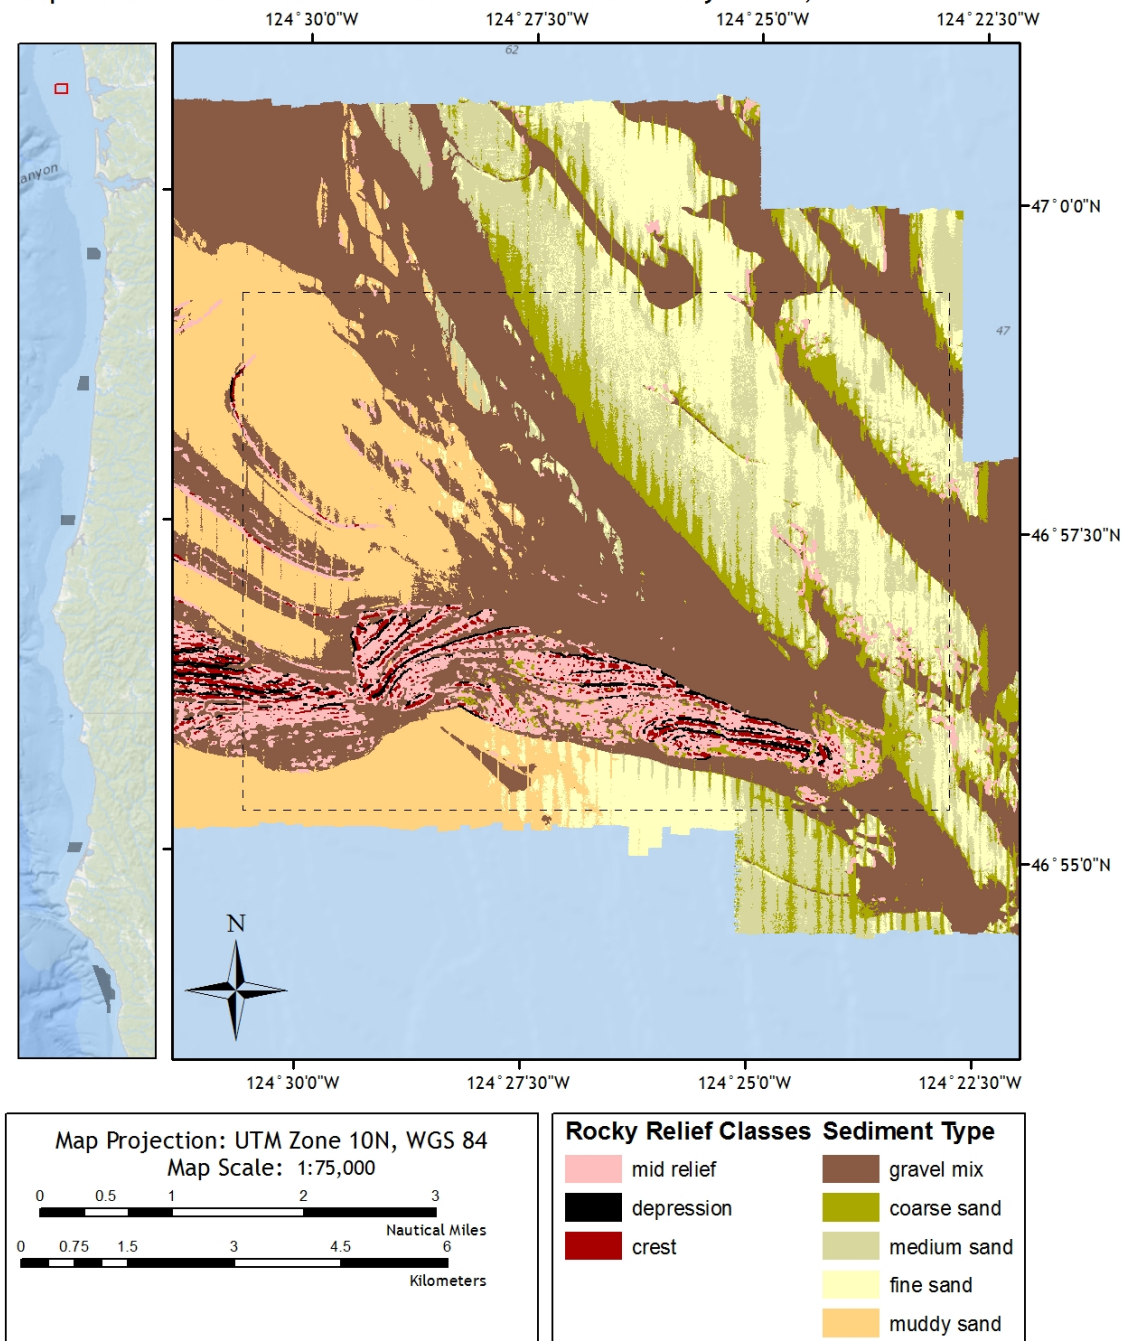 124°30'0"W 124°27'30"W 124°25'0"W 124°22'30"W
62
anyon
47°0'0"N
47
46°57'30"N
46°55'0"N
N
124°30'0"W 124°27'30"W 124°25'0"W 124°22'30"W
Map Projection: UTM Zone 10N, WGS 84
Map Scale: 1:75,000
0 0.5 1 2 3
Nautical Miles
0 0.75 1.5 3 4.5 6
Kilometers
Rocky Relief Classes Sediment Type
mid relief gravel mix
depression coarse sand
crest medium sand
fine sand
muddy sand